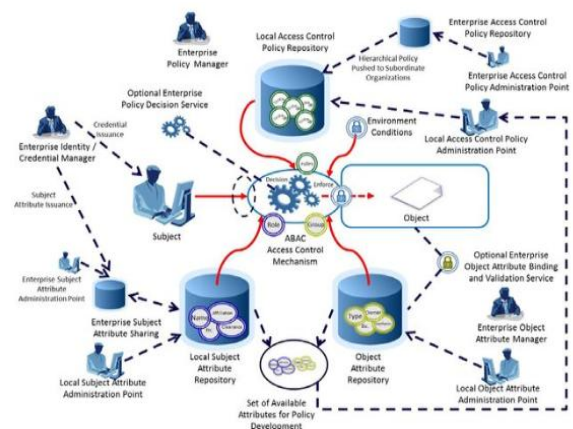 Enterprise
Policy Manager
Local Access Control
Policy Repository
Enterprise Access Control
Policy Repository
Hierarchical Policy
Pushed to Subordinate
Organizations
Enterprise Access Control
Policy Administration Point
Optional Enterprise
Policy Decision Service
Credential
Issuance
Environment
Conditions
Local Access Control Policy
Administration Point
Enterprise Identity /
Credential Manager
Rules
Decision
Enforce
Subject
Attribute Issuance
Subject
Role
Group
ABAC
Access Control
Mechanism
Object
Optional Enterprise
Object Attribute Binding
and Validation Service
Enterprise Subject
Attribute
Administration Point
Name
Affiliation
Clearance
Etc.
Type
Owner
Enterprise Subject
Attribute Sharing
Enterprise Object
Attribute Manager
Local Subject Attribute
Administration Point
Local Subject
Attribute
Repository
Object
Attribute
Repository
Local Object Attribute
Administration Point
Set of Available
Attributes for Policy
Development